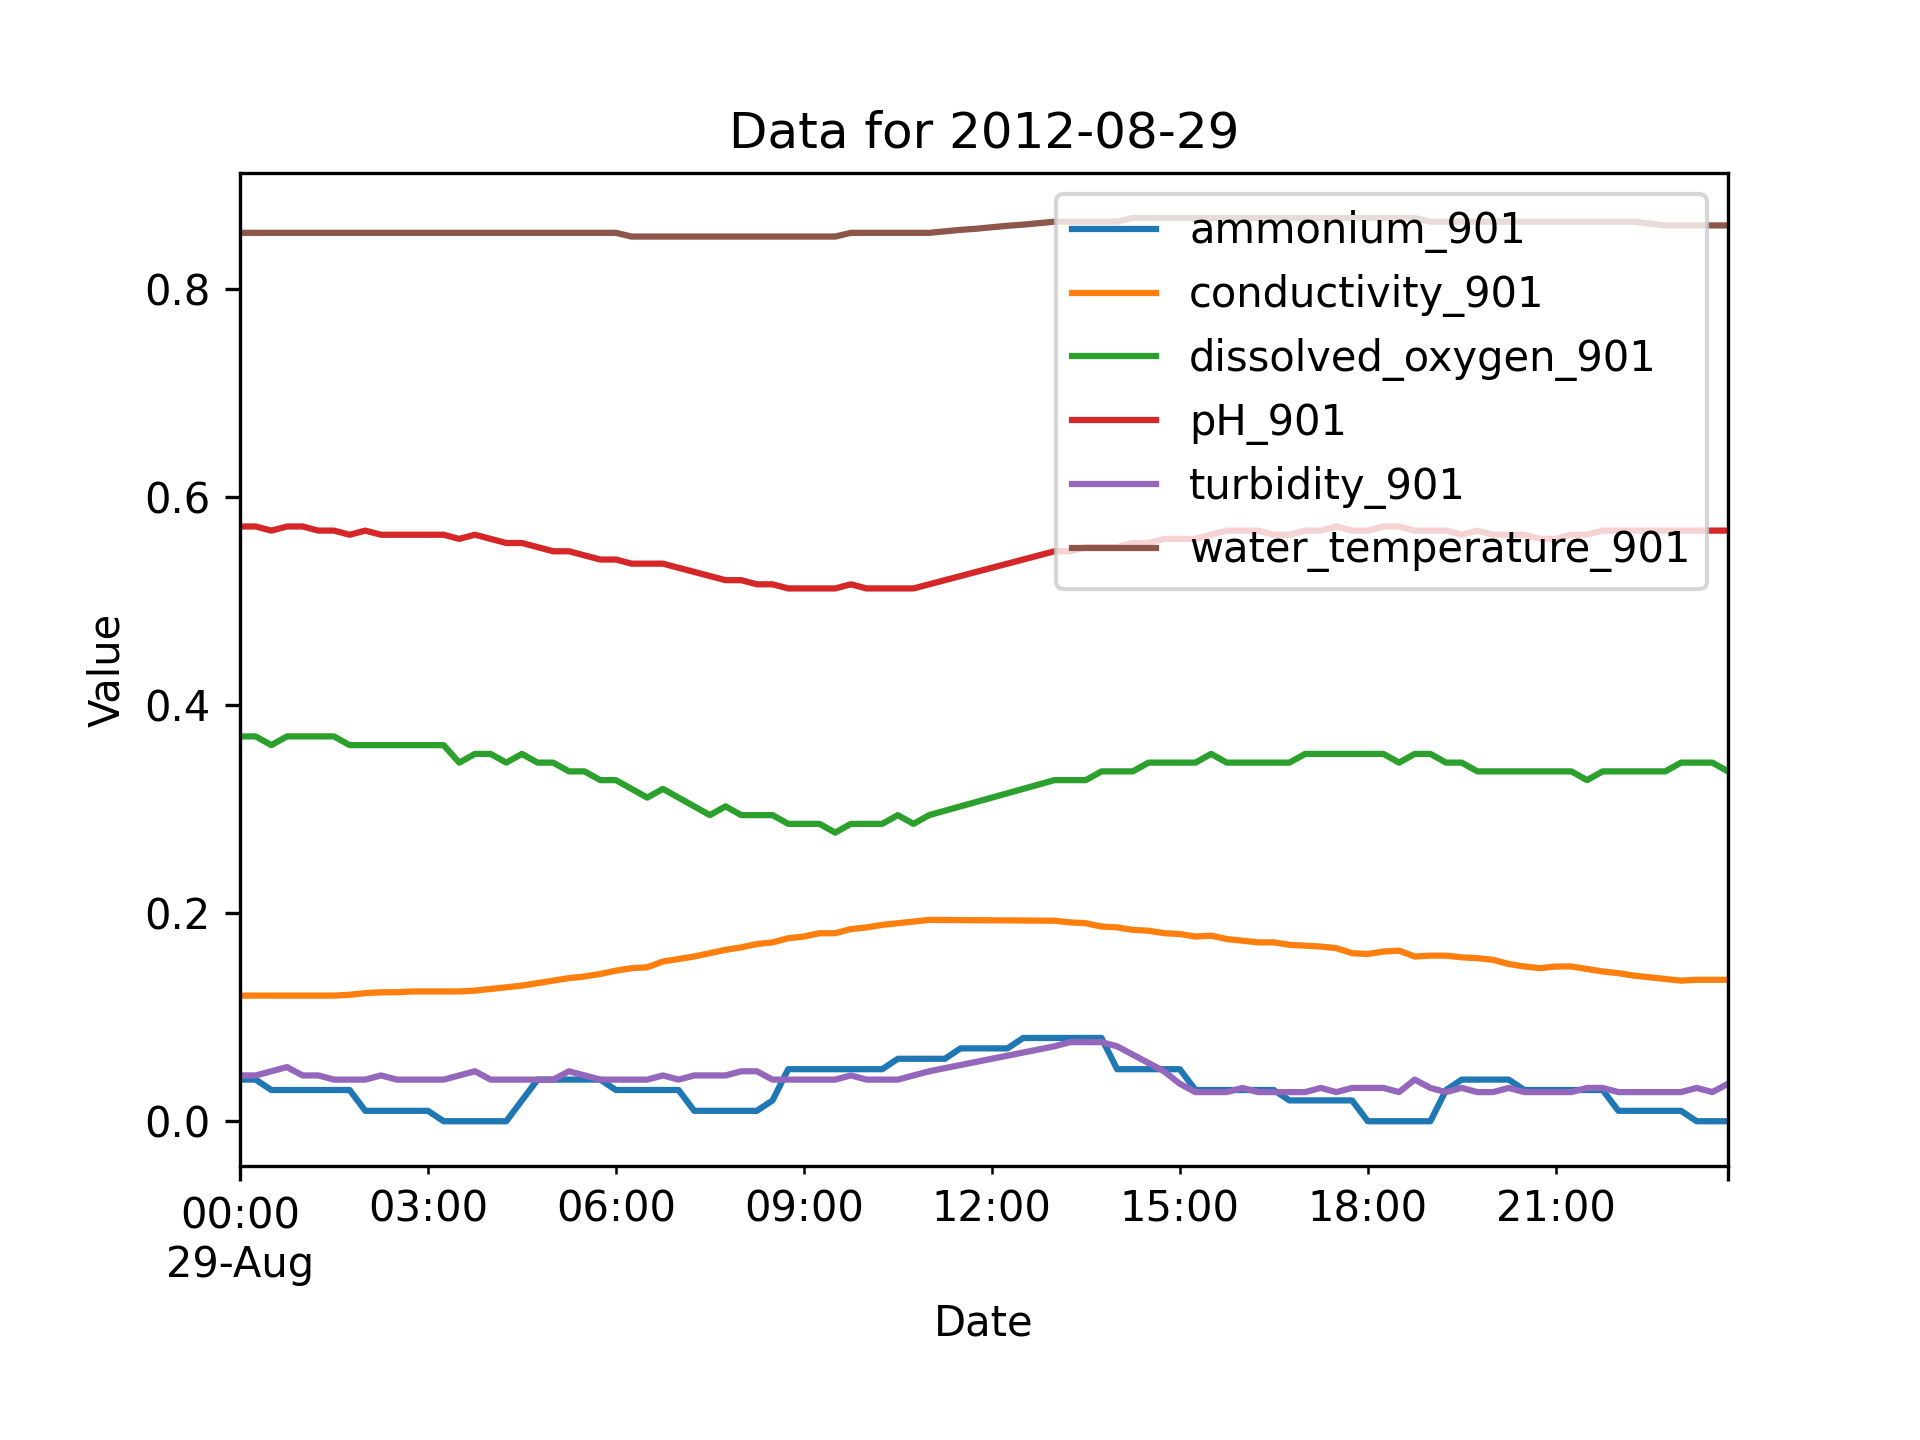 Data for 2012-08-29
ammonium_901
conductivity_901
dissolved_oxygen_901
pH_901
turbidity_901
water_temperature_901
0.8
0.6
0.4
0.2
0.0
Value
00:00 03:00 06:00 09:00 12:00 15:00 18:00 21:00
29-Aug
Date